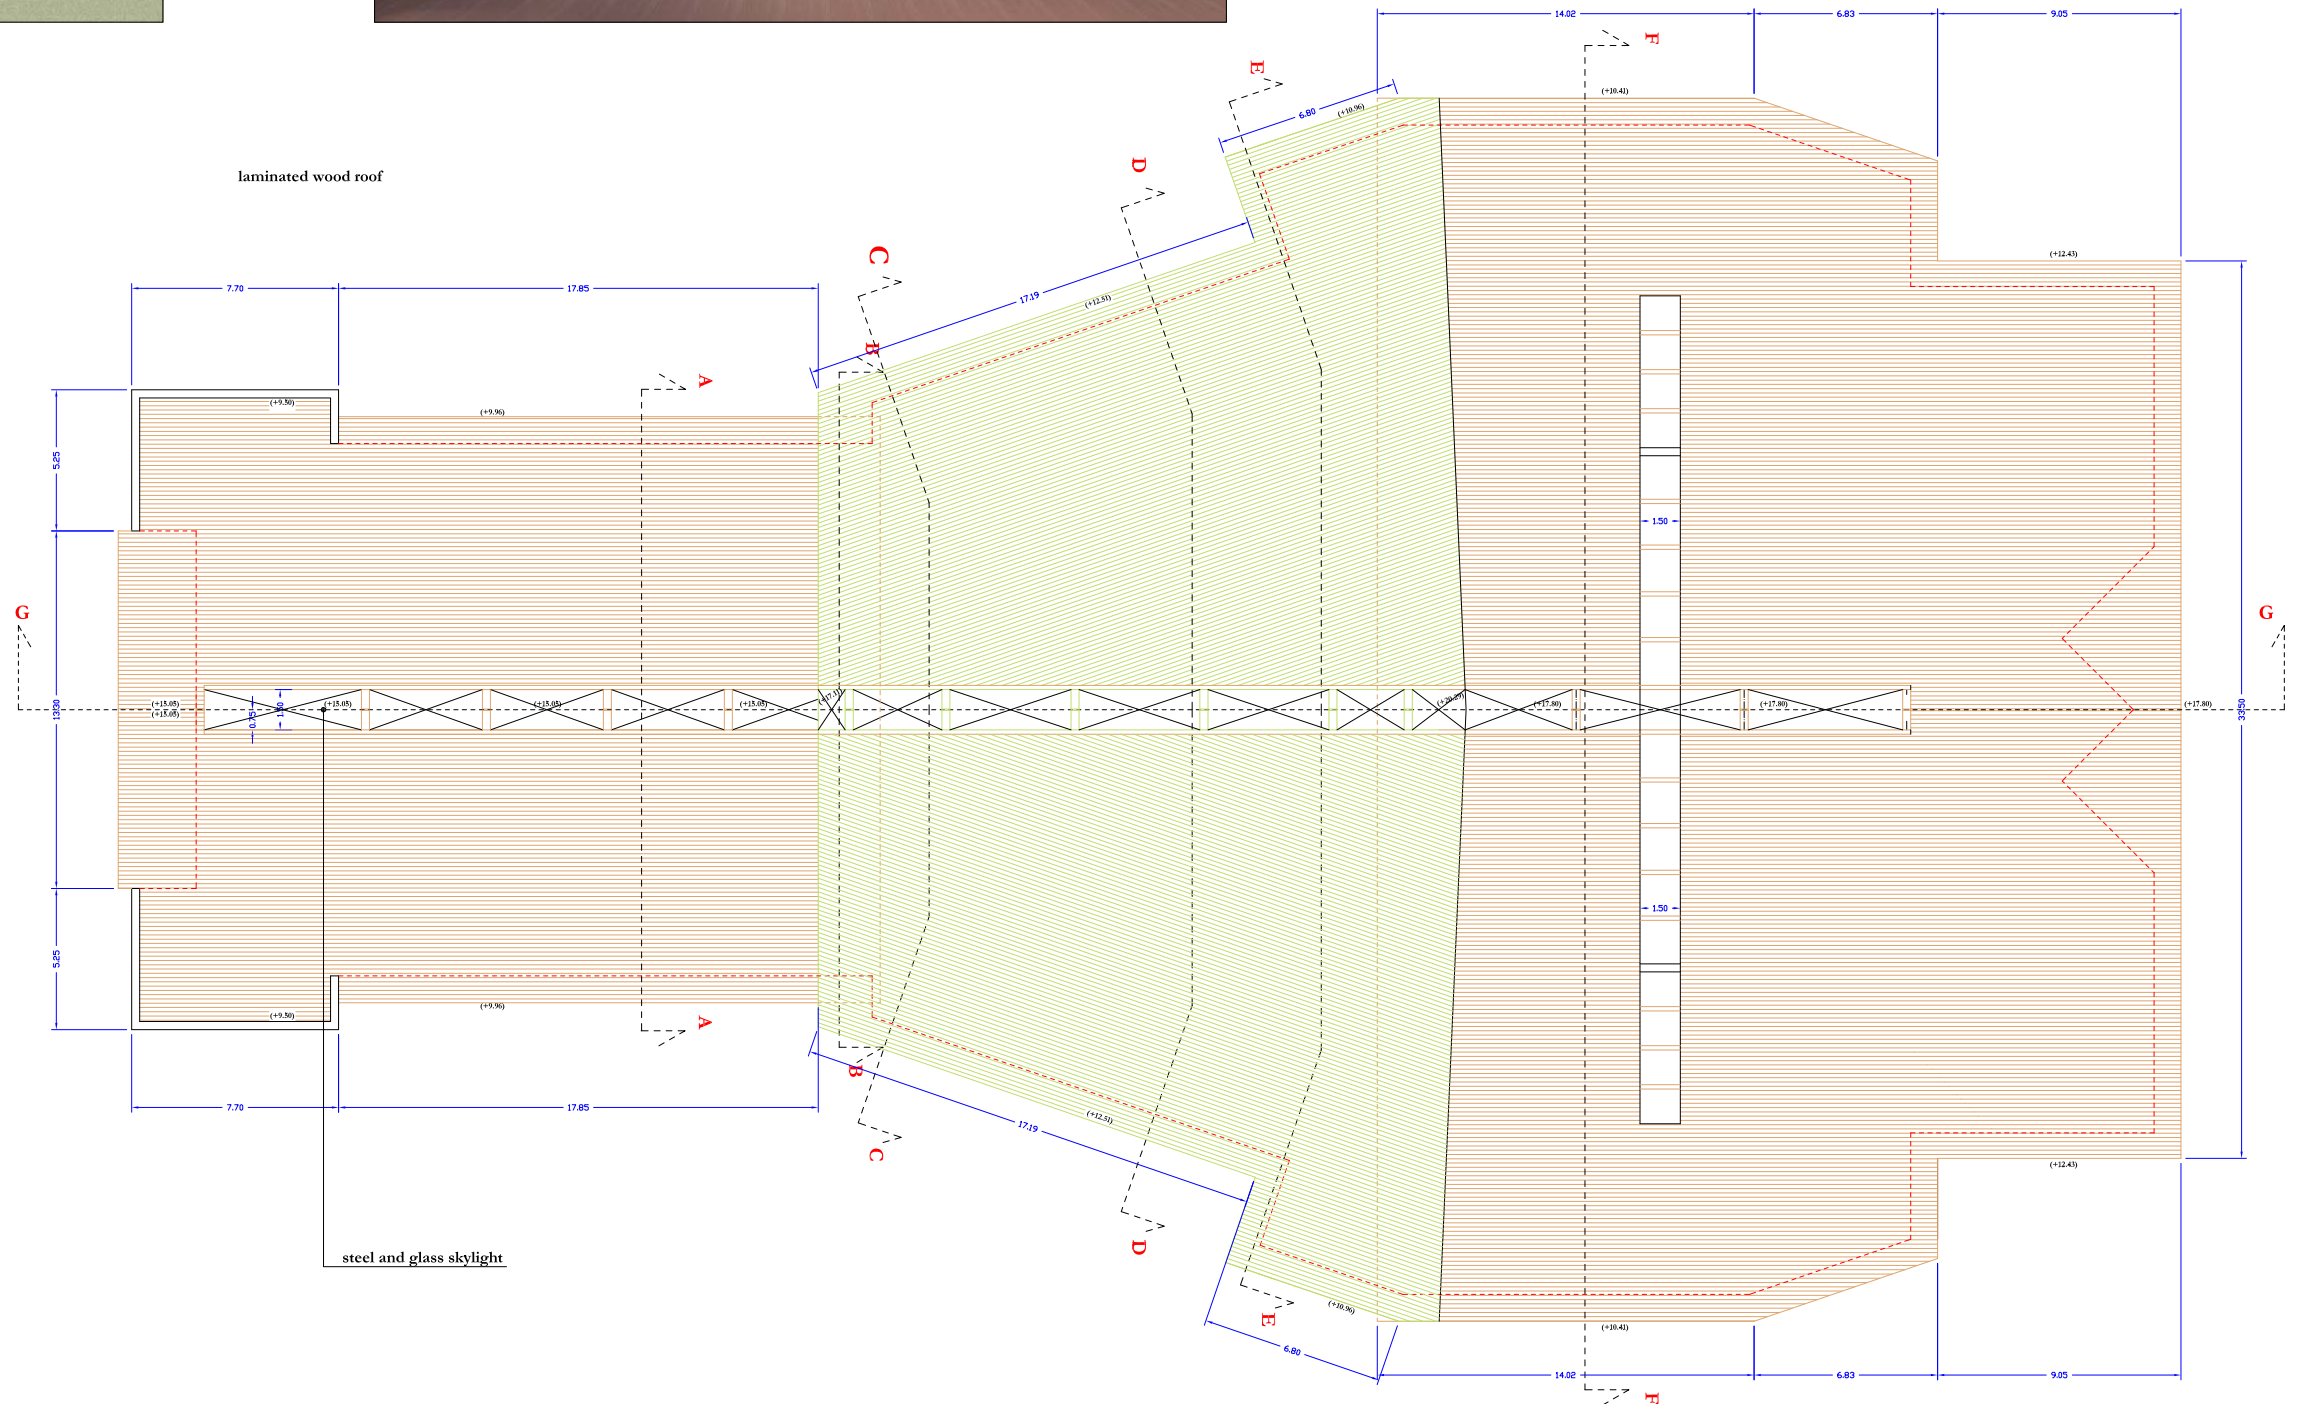 14.02 6.83 9.05
F
E
6.80
(+10.96)
(+10.41)
D
laminated wood roof
C
(+12.43)
7.70 17.85
17.19
(+12.51)
B
A
(+9.50)
(+9.96)
5.25
1.50
G
G
(+15.05)
(+15.05)
(+15.05)
(+15.05)
(+15.05)
(+17.80)
(+17.80)
(+17.80)
13.30
0.75
1.50
33.50
1.50
5.25
(+9.50)
(+9.96)
A
B
7.70 17.85
(+12.51)
17.19
C
(+12.43)
D
steel and glass skylight
(+10.96)
E
(+10.41)
6.80
14.02 6.83 9.05
F